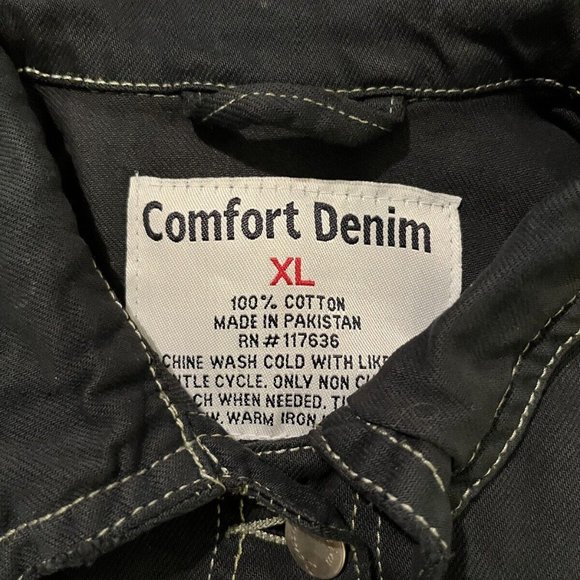 Comfort Denim
XL
100% COTTON
MADE IN PAKISTAN
RN # 117636
CHINE WASH COLD WITH LIKE
TLE CYCLE. ONLY NON
CH WHEN NEEDED.
WARM IRON